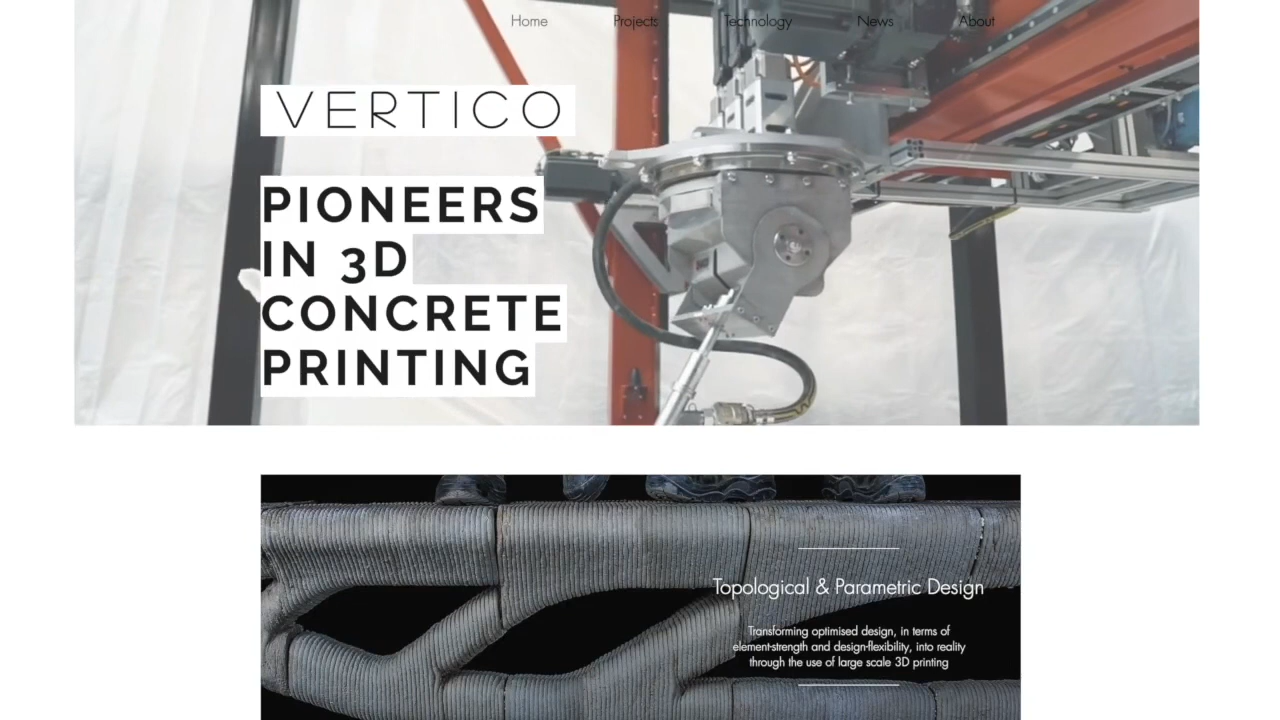 Home Projects Technology News About
VERTICO
PIONEERS
IN 3D
CONCRETE
PRINTING
Topological & Parametric Design
Transforming optimised design, in terms of
element-strength and design-flexibility, into reality
through the use of large scale 3D printing